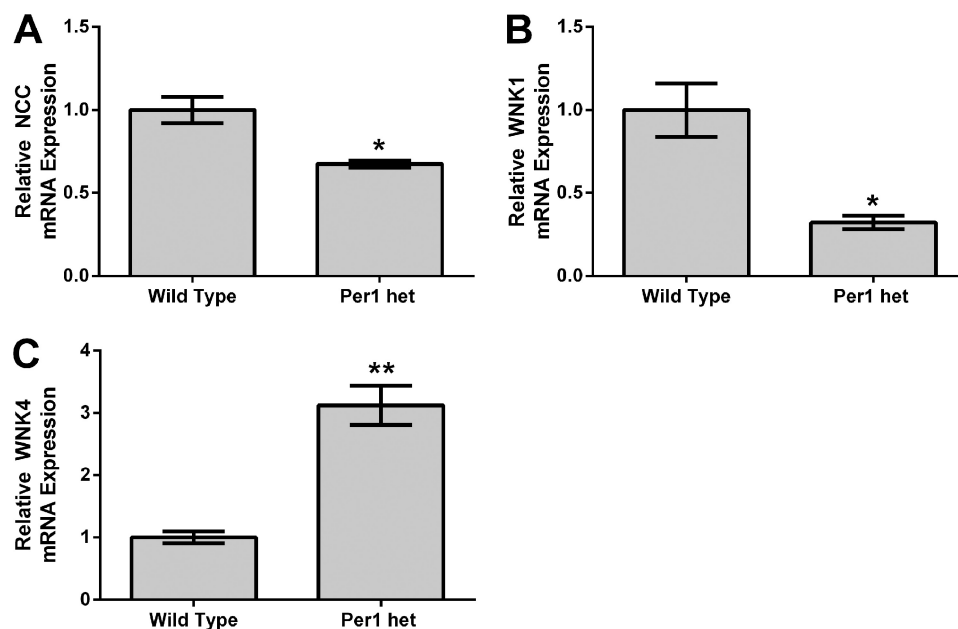 A
Relative NCC
mRNA Expression
1.5
1.0
0.5
0.0
*
Wild Type
Per1 het
B
Relative WNK1
mRNA Expression
1.5
1.0
0.5
0.0
*
Wild Type
Per1 het
C
Relative WNK4
mRNA Expression
4
3
2
1
0
**
Wild Type
Per1 het